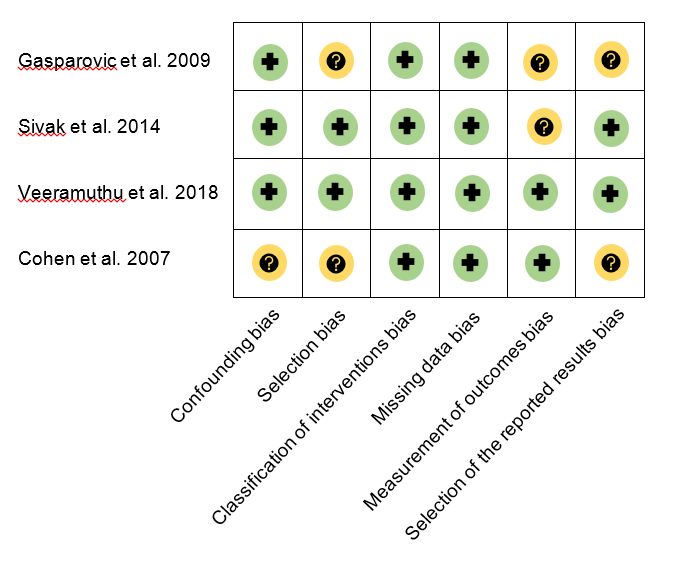 Gasparovic et al. 2009
+ ? + + ? ?
Sivak et al. 2014
+ + + + ? +
Veeramuthu et al. 2018
+ + + + + +
Cohen et al. 2007
? ? + + + ?
Confounding bias
Selection bias
Classification of interventions bias
Missing data bias
Measurement of outcomes bias
Selection of the reported results bias